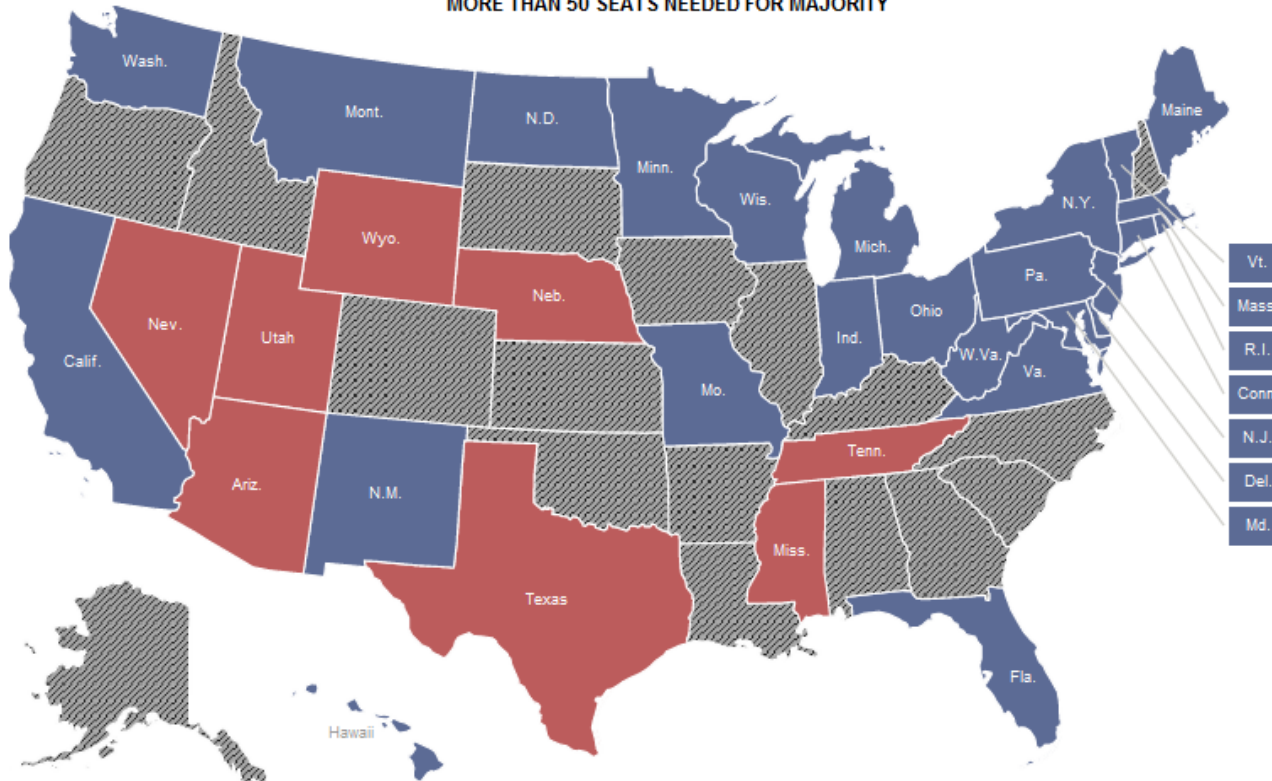 MORE THAN 50 SEATS NEEDED FOR MAJORITY
Wash.
Mont.
N.D.
Minn.
Wis.
Mich.
N.Y.
Maine
Wyo.
Neb.
Nev.
Utah
Calif.
Ind.
Ohio
Pa.
W.Va.
Va.
Mo.
Ariz.
N.M.
Tenn.
Miss.
Texas
Fla.
Hawaii
Vt.
Mass
R.I.
Conn
N.J.
Del.
Md.